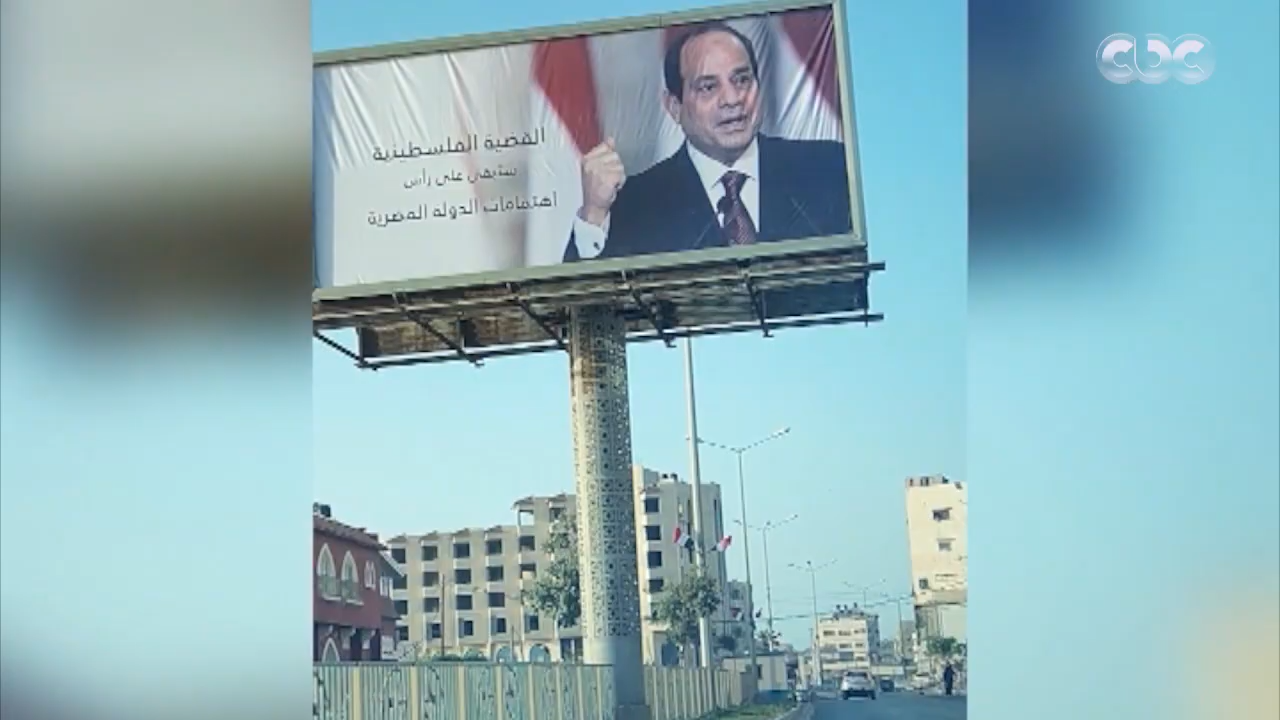 القضية الفلسطينية
ستبقى على رأس
اهتمامات الدولة المصرية
cbc